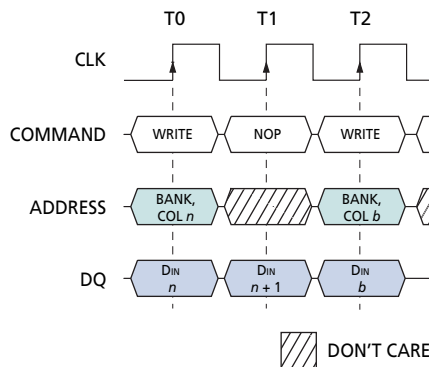 T0 T1 T2
CLK
COMMAND WRITE NOP WRITE
ADDRESS BANK, COL n BANK, COL b
DQ DIN n DIN n + 1 DIN b
DON'T CARE